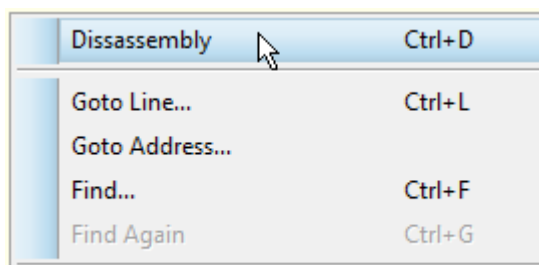 Dissassembly Ctrl+D
Goto Line... Ctrl+L
Goto Address...
Find... Ctrl+F
Find Again Ctrl+G